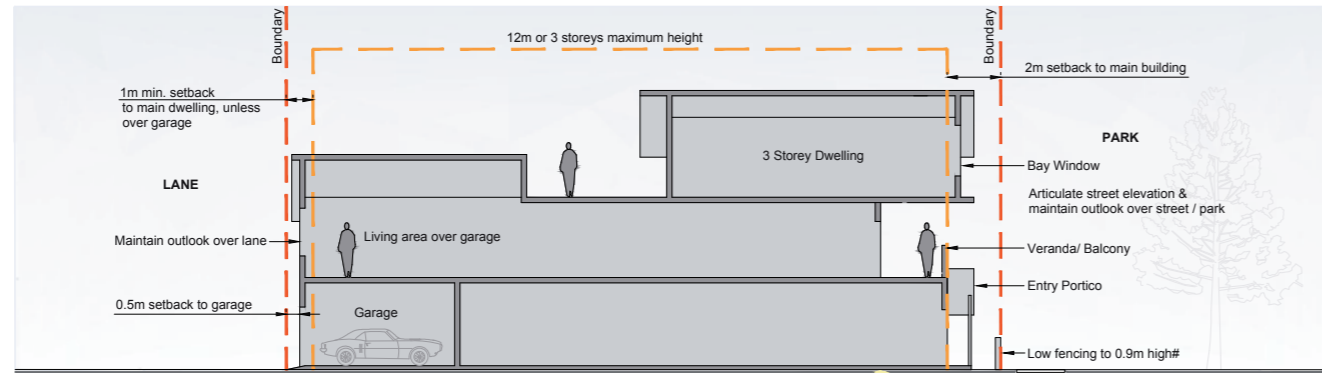 Boundary
12m or 3 storeys maximum height
Boundary
2m setback to main building
1m min. setback
to main dwelling, unless
over garage
3 Storey Dwelling
PARK
Bay Window
LANE
Articulate street elevation &
maintain outlook over street / park
Maintain outlook over lane
Living area over garage
Veranda/ Balcony
Entry Portico
0.5m setback to garage
Garage
Low fencing to 0.9m high#